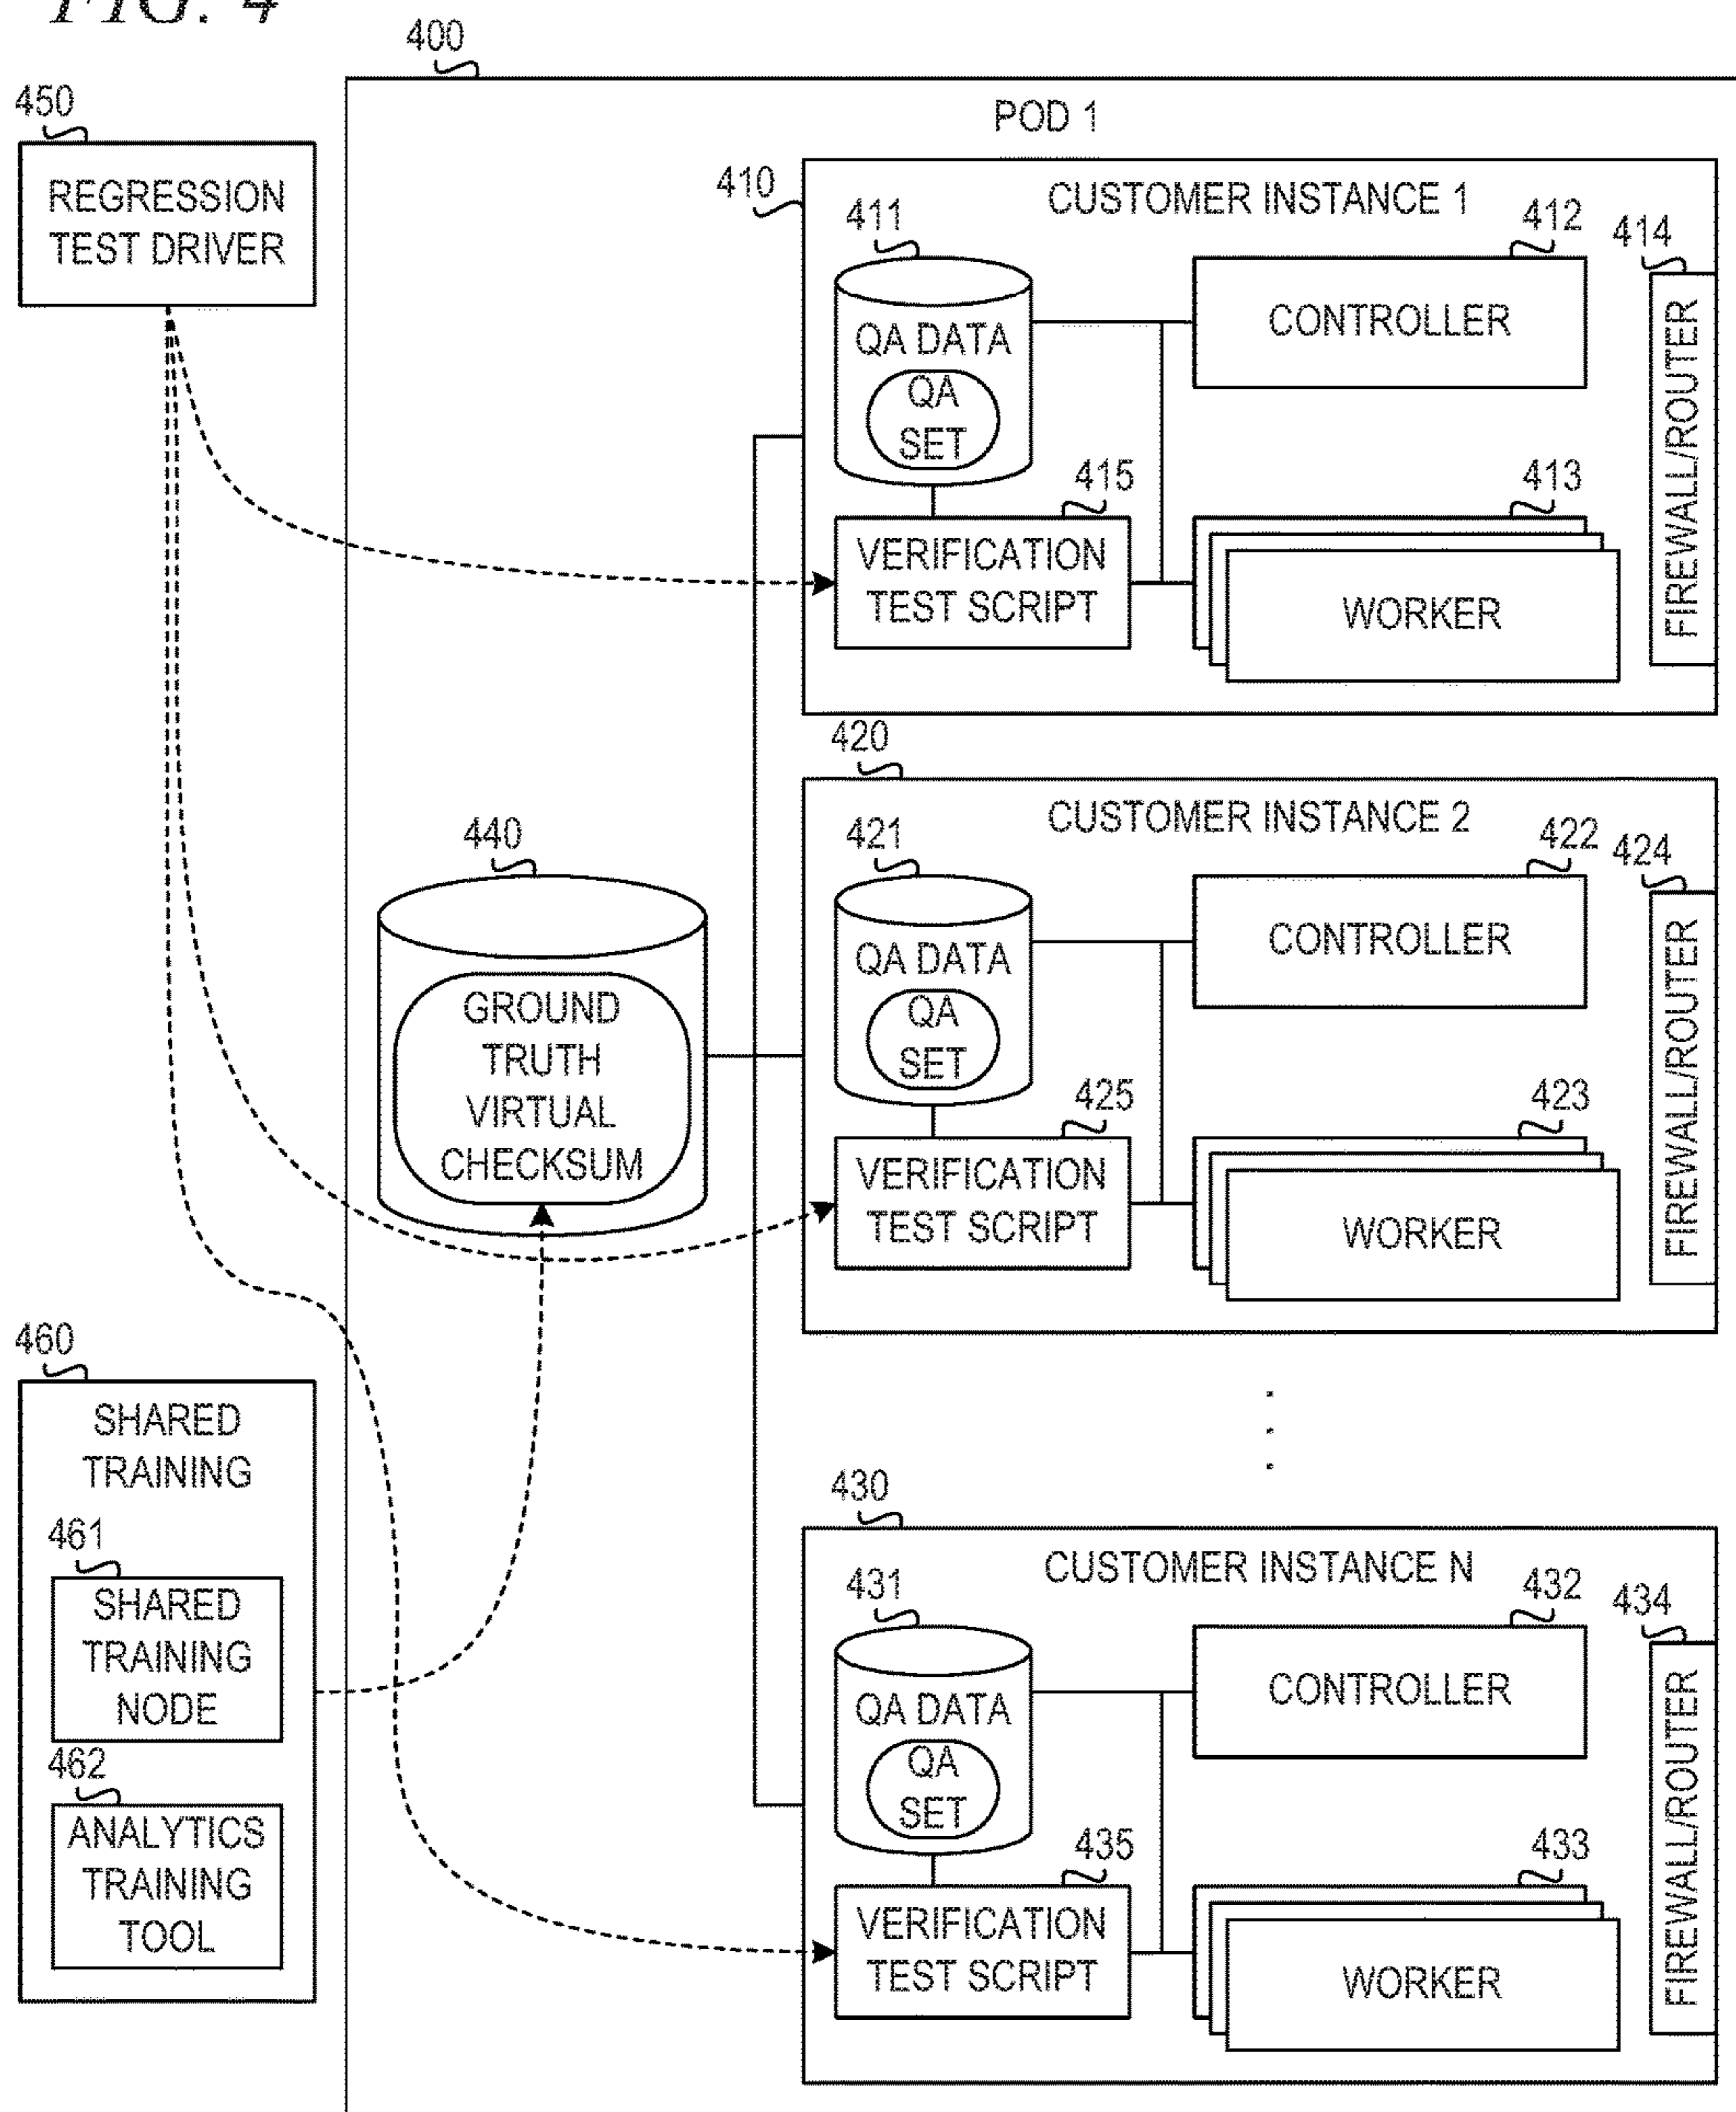 FIG. 4
400
POD 1
450
REGRESSION
TEST DRIVER
410
CUSTOMER INSTANCE 1
411
QA DATA
QA
SET
412
CONTROLLER
414
FIREWALL/ROUTER
415
VERIFICATION
TEST SCRIPT
413
WORKER
420
CUSTOMER INSTANCE 2
421
QA DATA
QA
SET
422
CONTROLLER
424
FIREWALL/ROUTER
425
VERIFICATION
TEST SCRIPT
423
WORKER
440
GROUND
TRUTH
VIRTUAL
CHECKSUM
460
SHARED
TRAINING
461
SHARED
TRAINING
NODE
462
ANALYTICS
TRAINING
TOOL
430
CUSTOMER INSTANCE N
431
QA DATA
QA
SET
432
CONTROLLER
434
FIREWALL/ROUTER
435
VERIFICATION
TEST SCRIPT
433
WORKER